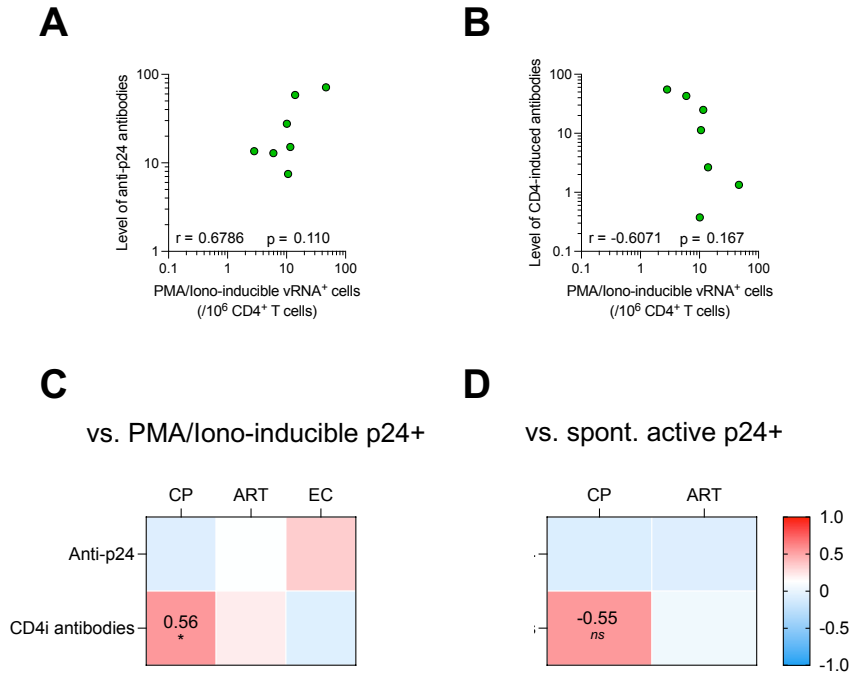 A
B
Level of anti-p24 antibodies
100
10
1
r = 0.6786 p = 0.110
0.1 1 10 100
PMA/Iono-inducible vRNA+ cells
(/10⁶ CD4⁺ T cells)
Level of CD4-induced antibodies
100
10
1
0.1
r = -0.6071 p = 0.167
0.1 1 10 100
PMA/Iono-inducible vRNA⁺ cells
(/10⁶ CD4⁺ T cells)
C
D
vs. PMA/Iono-inducible p24+
vs. spont. active p24+
CP ART EC
Anti-p24
CD4i antibodies
0.56
*
CP ART
-0.55
ns
1.0
0.5
0
-0.5
-1.0